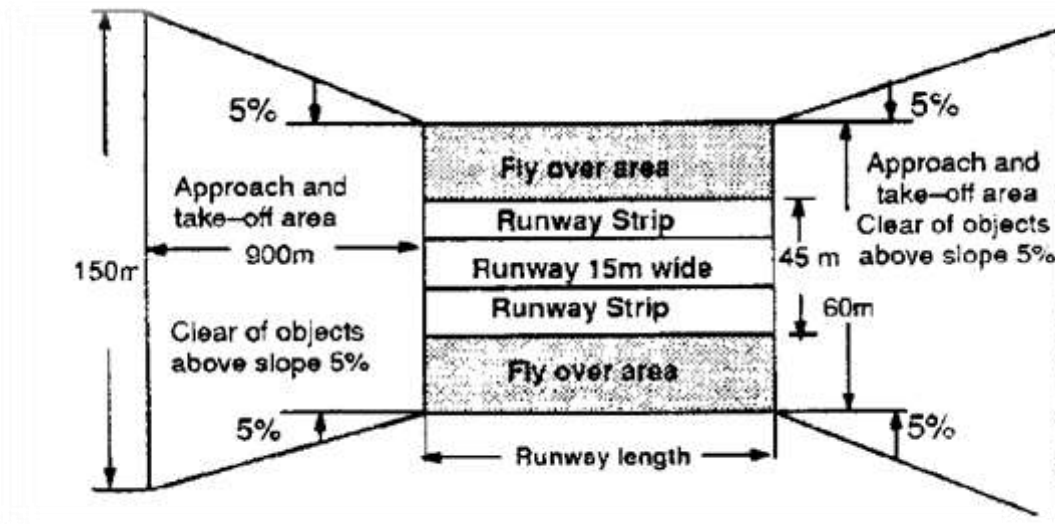 5%
5%
Fly over area
Approach and
take-off area
900m
Runway Strip
Approach and
take-off area
Clear of objects
above slope 5%
150m
Runway 15m wide
45 m
Runway Strip
60m
Clear of objects
above slope 5%
Fly over area
5%
5%
Runway length